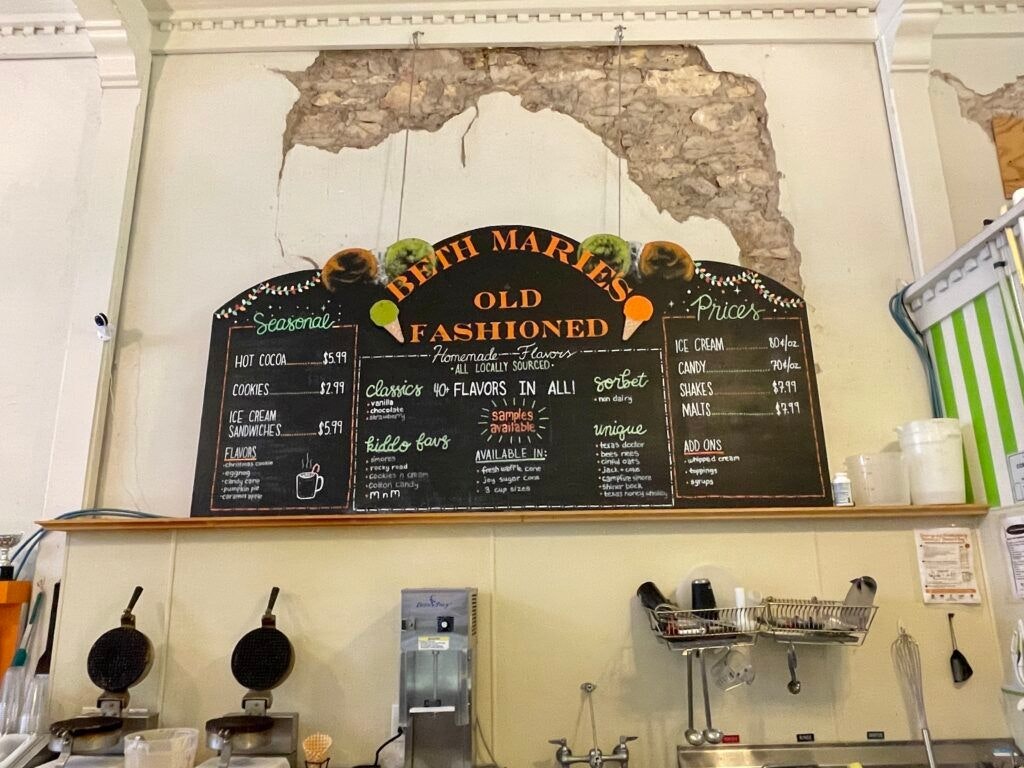 BETH MARIE'S
OLD
FASHIONED
Seasonal
HOT COCOA $5.99
COOKIES $2.99
ICE CREAM
SANDWICHES $5.99
FLAVORS
• christmas cookie
• eggnog
• candy cane
• pumpkin pie
• caramel apple
Homemade Flavors
• ALL LOCALLY SOURCED •
classics
• vanilla
• chocolate
• strawberry
kiddo favs
• smores
• rocky road
• cookies n cream
• cotton candy
• m n m
40+ FLAVORS IN ALL!
samples
available
AVAILABLE IN:
• fresh waffle cone
• joy sugar cone
• 3 cup sizes
sorbet
• non dairy
unique
• texas doctor
• bees nees
• cinful oats
• jack + cous
• campfire smore
• shiner bock
• texas honey whiskey
Prices
ICE CREAM 80¢/oz
CANDY 70¢/oz
SHAKES $7.99
MALTS $7.99
ADD ONS
• whipped cream
• toppings
• syrups